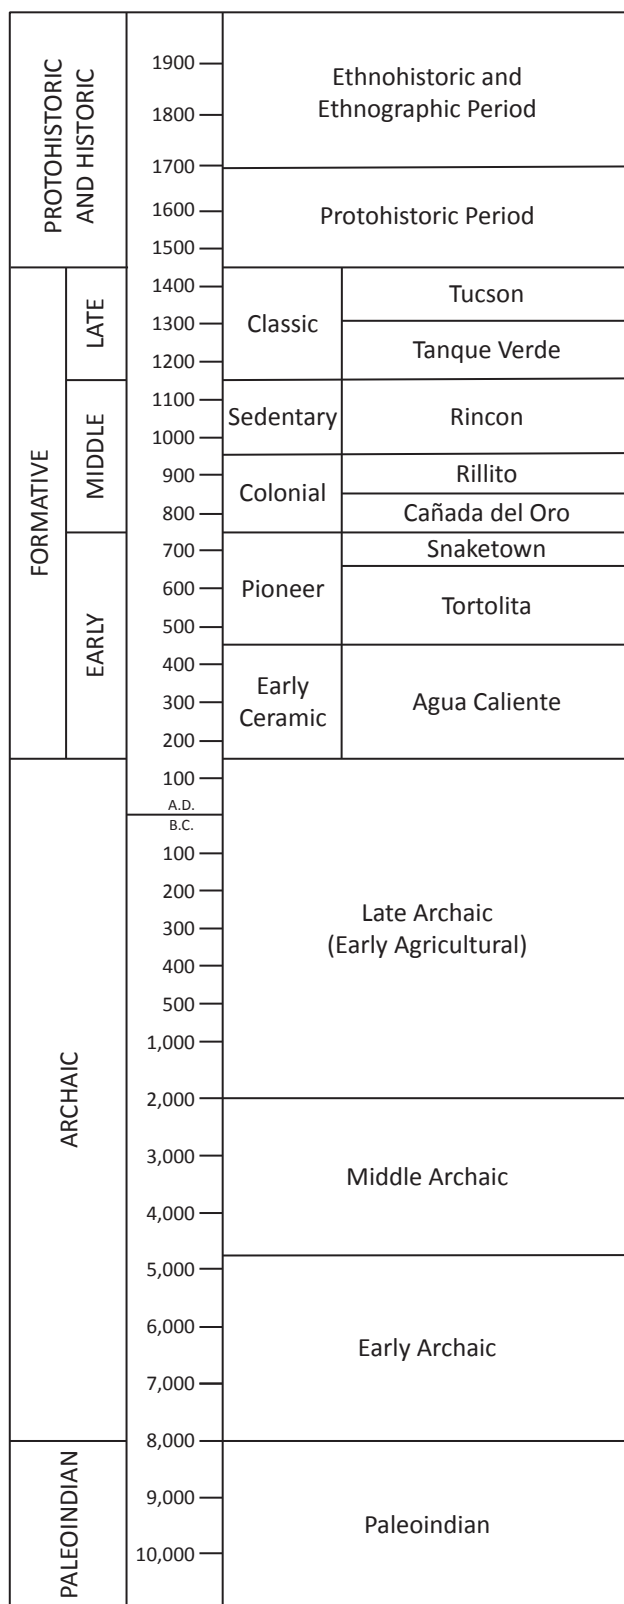 PROTOHISTORIC
AND HISTORIC
1900
1800
1700
1600
1500
Ethnohistoric and
Ethnographic Period
Protohistoric Period
FORMATIVE
LATE
1400
1300
1200
Classic
Tucson
Tanque Verde
MIDDLE
1100
1000
900
800
Sedentary
Rincon
Colonial
Rillito
Cañada del Oro
EARLY
700
600
500
400
300
200
Pioneer
Snaketown
Tortolita
Early
Ceramic
Agua Caliente
ARCHAIC
100
A.D.
B.C.
100
200
300
400
500
1,000
2,000
3,000
4,000
5,000
6,000
7,000
8,000
Late Archaic
(Early Agricultural)
Middle Archaic
Early Archaic
PALEOINDIAN
9,000
10,000
Paleoindian